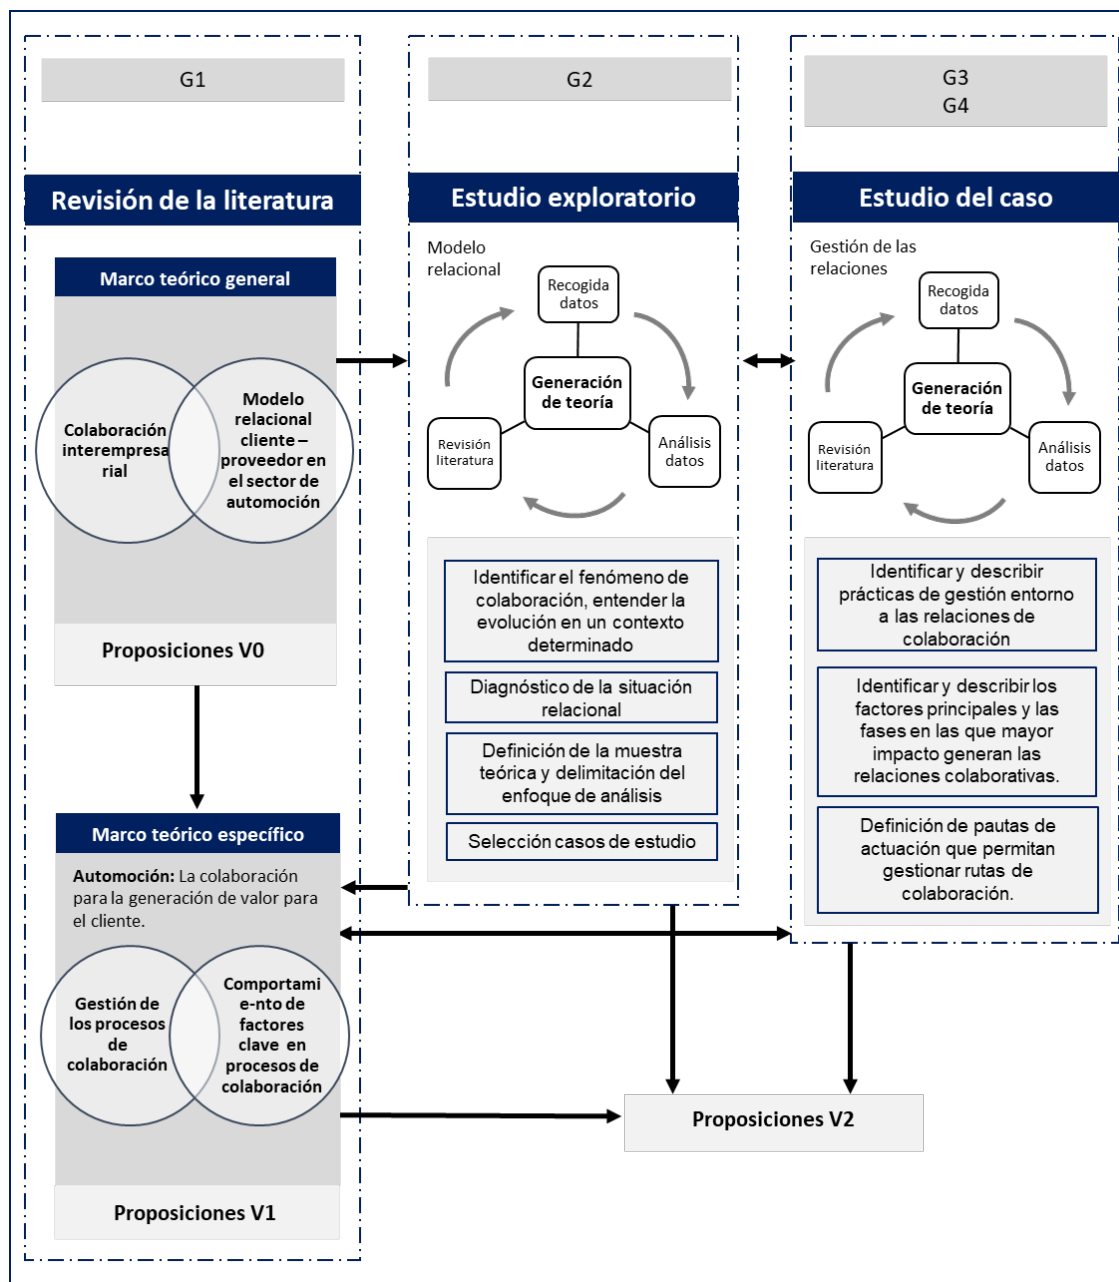 G1
Revisión de la literatura
Marco teórico general
Colaboración
interempresa
rial
Modelo
relacional
cliente –
proveedor en
el sector de
automoción
Proposiciones V0
Marco teórico específico
Automoción: La colaboración
para la generación de valor para
el cliente.
Gestión de
los procesos
de
colaboración
Comportami
e-nto de
factores
clave en
procesos de
colaboración
Proposiciones V1
G2
Estudio exploratorio
Modelo
relacional
Recogida
datos
Generación
de teoría
Revisión
literatura
Análisis
datos
Identificar el fenómeno de
colaboración, entender la
evolución en un contexto
determinado
Diagnóstico de la situación
relacional
Definición de la muestra
teórica y delimitación del
enfoque de análisis
Selección casos de estudio
G3
G4
Estudio del caso
Gestión de las
relaciones
Recogida
datos
Generación
de teoría
Revisión
literatura
Análisis
datos
Identificar y describir
prácticas de gestión entorno
a las relaciones de
colaboración
Identificar y describir los
factores principales y las
fases en las que mayor
impacto generan las
relaciones colaborativas.
Definición de pautas de
actuación que permitan
gestionar rutas de
colaboración.
Proposiciones V2